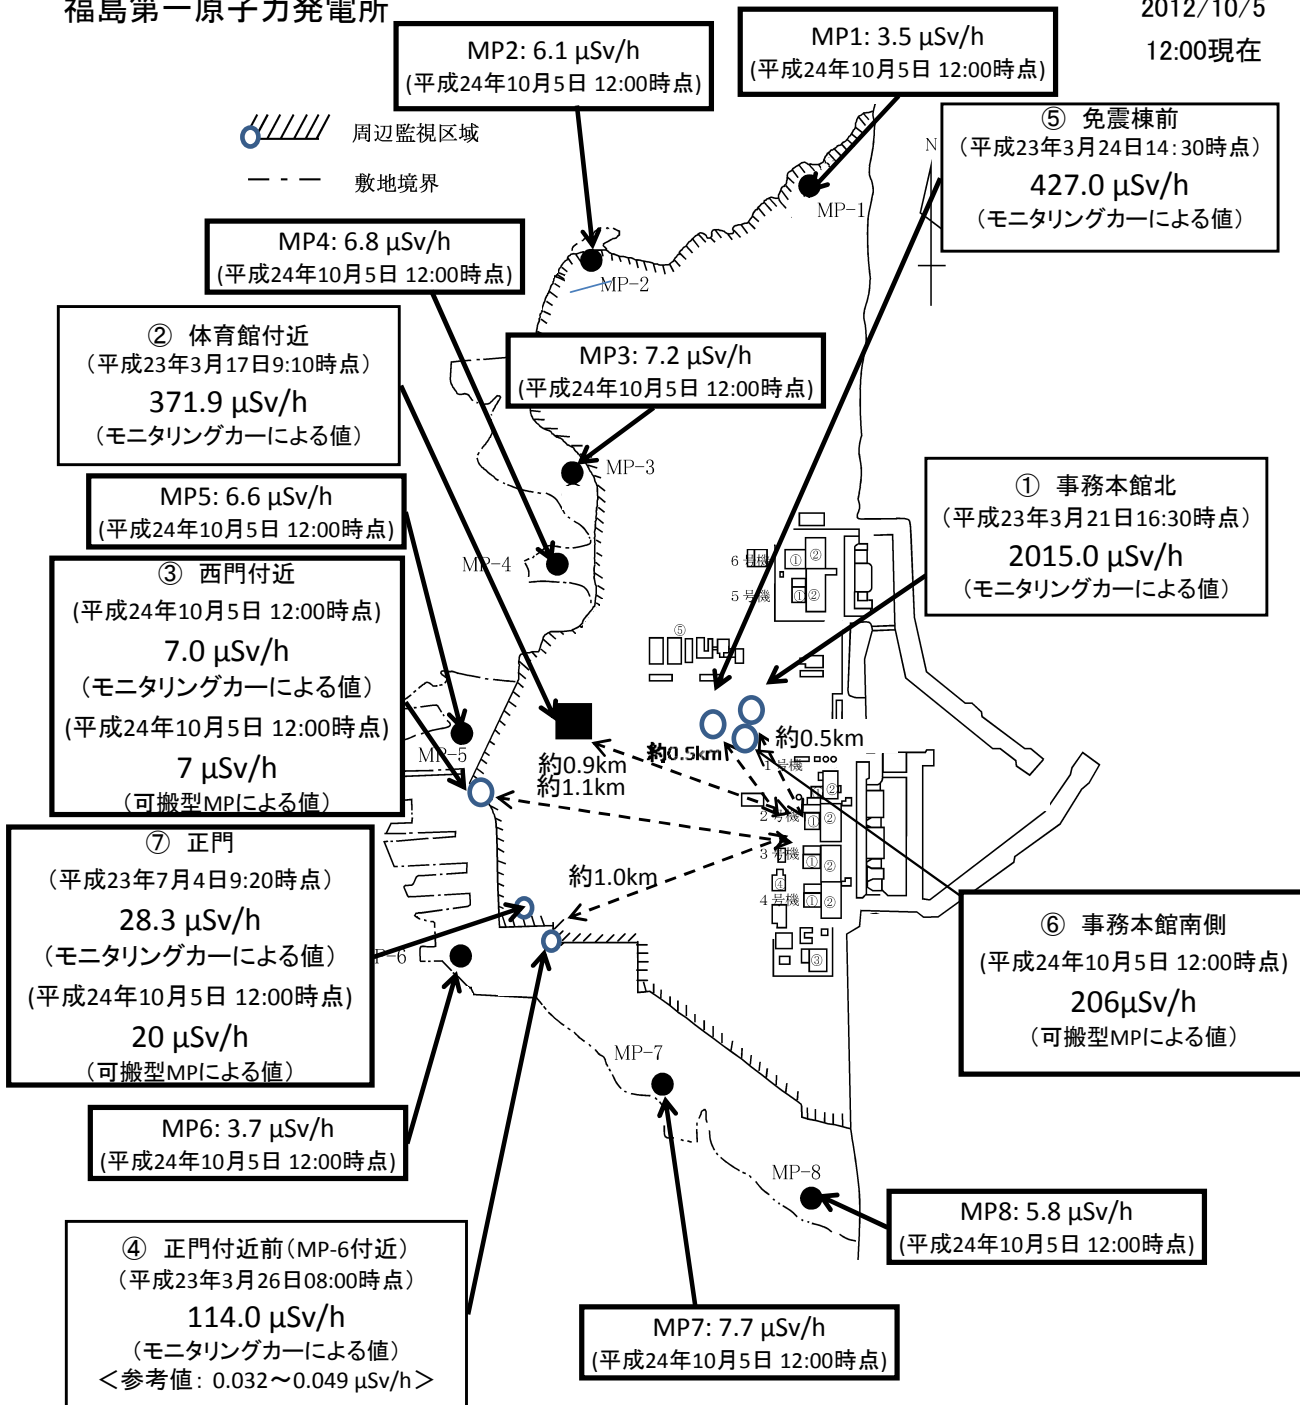 福島第一原子力発電所
2012/10/5
12:00現在
MP2: 6.1 μSv/h
(平成24年10月5日 12:00時点)
MP1: 3.5 μSv/h
(平成24年10月5日 12:00時点)
周辺監視区域
敷地境界
⑤ 免震棟前
(平成23年3月24日14:30時点)
427.0 μSv/h
(モニタリングカーによる値)
N
MP-1
MP4: 6.8 μSv/h
(平成24年10月5日 12:00時点)
MP-2
② 体育館付近
(平成23年3月17日9:10時点)
371.9 μSv/h
(モニタリングカーによる値)
MP3: 7.2 μSv/h
(平成24年10月5日 12:00時点)
MP-3
MP5: 6.6 μSv/h
(平成24年10月5日 12:00時点)
① 事務本館北
(平成23年3月21日16:30時点)
2015.0 μSv/h
(モニタリングカーによる値)
MP-4
6号機
① ②
5号機
① ②
③ 西門付近
(平成24年10月5日 12:00時点)
7.0 μSv/h
(モニタリングカーによる値)
(平成24年10月5日 12:00時点)
7 μSv/h
(可搬型MPによる値)
⑤
MP-5
約0.5km
約0.5km
約0.9km
約1.1km
1号機
②
2号機
① ②
3号機
① ②
④
4号機
① ②
③
約1.0km
⑦ 正門
(平成23年7月4日9:20時点)
28.3 μSv/h
(モニタリングカーによる値)
(平成24年10月5日 12:00時点)
20 μSv/h
(可搬型MPによる値)
P-6
⑥ 事務本館南側
(平成24年10月5日 12:00時点)
206μSv/h
(可搬型MPによる値)
MP-7
MP6: 3.7 μSv/h
(平成24年10月5日 12:00時点)
MP-8
MP8: 5.8 μSv/h
(平成24年10月5日 12:00時点)
④ 正門付近前(MP-6付近)
(平成23年3月26日08:00時点)
114.0 μSv/h
(モニタリングカーによる値)
＜参考値: 0.032～0.049 μSv/h＞
MP7: 7.7 μSv/h
(平成24年10月5日 12:00時点)